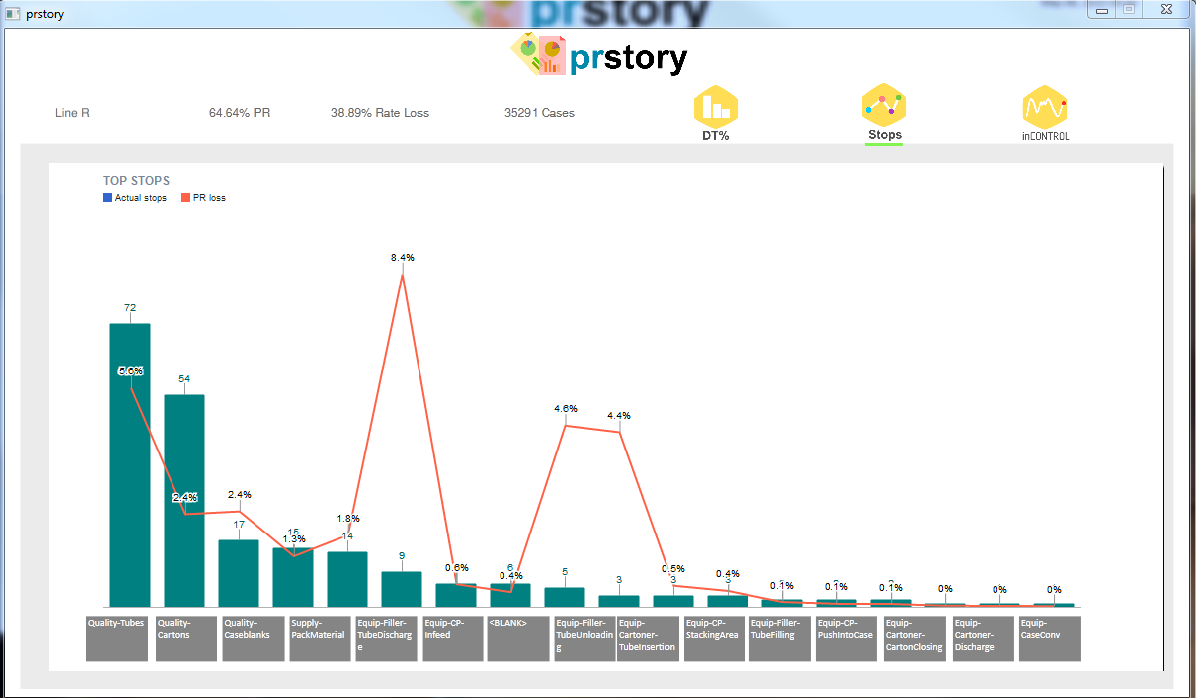 prstory
prstory
prstory
Line R
64.64% PR
38.89% Rate Loss
35291 Cases
DT%
Stops
inCONTROL
TOP STOPS
Actual stops
PR loss
8.4%
72
54
2.4%
2.4%
17
15
1.3%
1.8%
14
9
0.6%
6
0.4%
4.6%
5
4.4%
3
0.5%
3
0.4%
3
0.1%
0.1%
0.1%
0%
0%
0%
Quality-Tubes
Quality-
Cartons
Quality-
Caseblanks
Supply-
PackMaterial
Equip-Filler-
TubeDischarg
e
Equip-CP-
Infeed
<BLANK>
Equip-Filler-
TubeUnloadin
g
Equip-
Cartoner-
TubeInsertion
Equip-CP-
StackingArea
Equip-Filler-
TubeFilling
Equip-CP-
PushIntoCase
Equip-
Cartoner-
CartonClosing
Equip-
Cartoner-
Discharge
Equip-
CaseConv